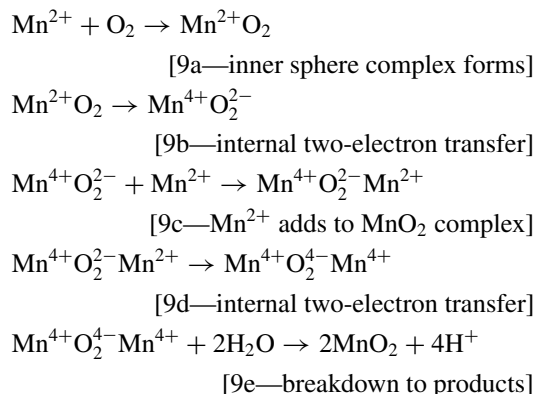 Mn²⁺ + O₂ → Mn²⁺O₂
[9a—inner sphere complex forms]
Mn²⁺O₂ → Mn⁴⁺O₂²⁻
[9b—internal two-electron transfer]
Mn⁴⁺O₂²⁻ + Mn²⁺ → Mn⁴⁺O₂²⁻Mn²⁺
[9c—Mn²⁺ adds to MnO₂ complex]
Mn⁴⁺O₂²⁻Mn²⁺ → Mn⁴⁺O₂⁴⁻Mn⁴⁺
[9d—internal two-electron transfer]
Mn⁴⁺O₂⁴⁻Mn⁴⁺ + 2H₂O → 2MnO₂ + 4H⁺
[9e—breakdown to products]